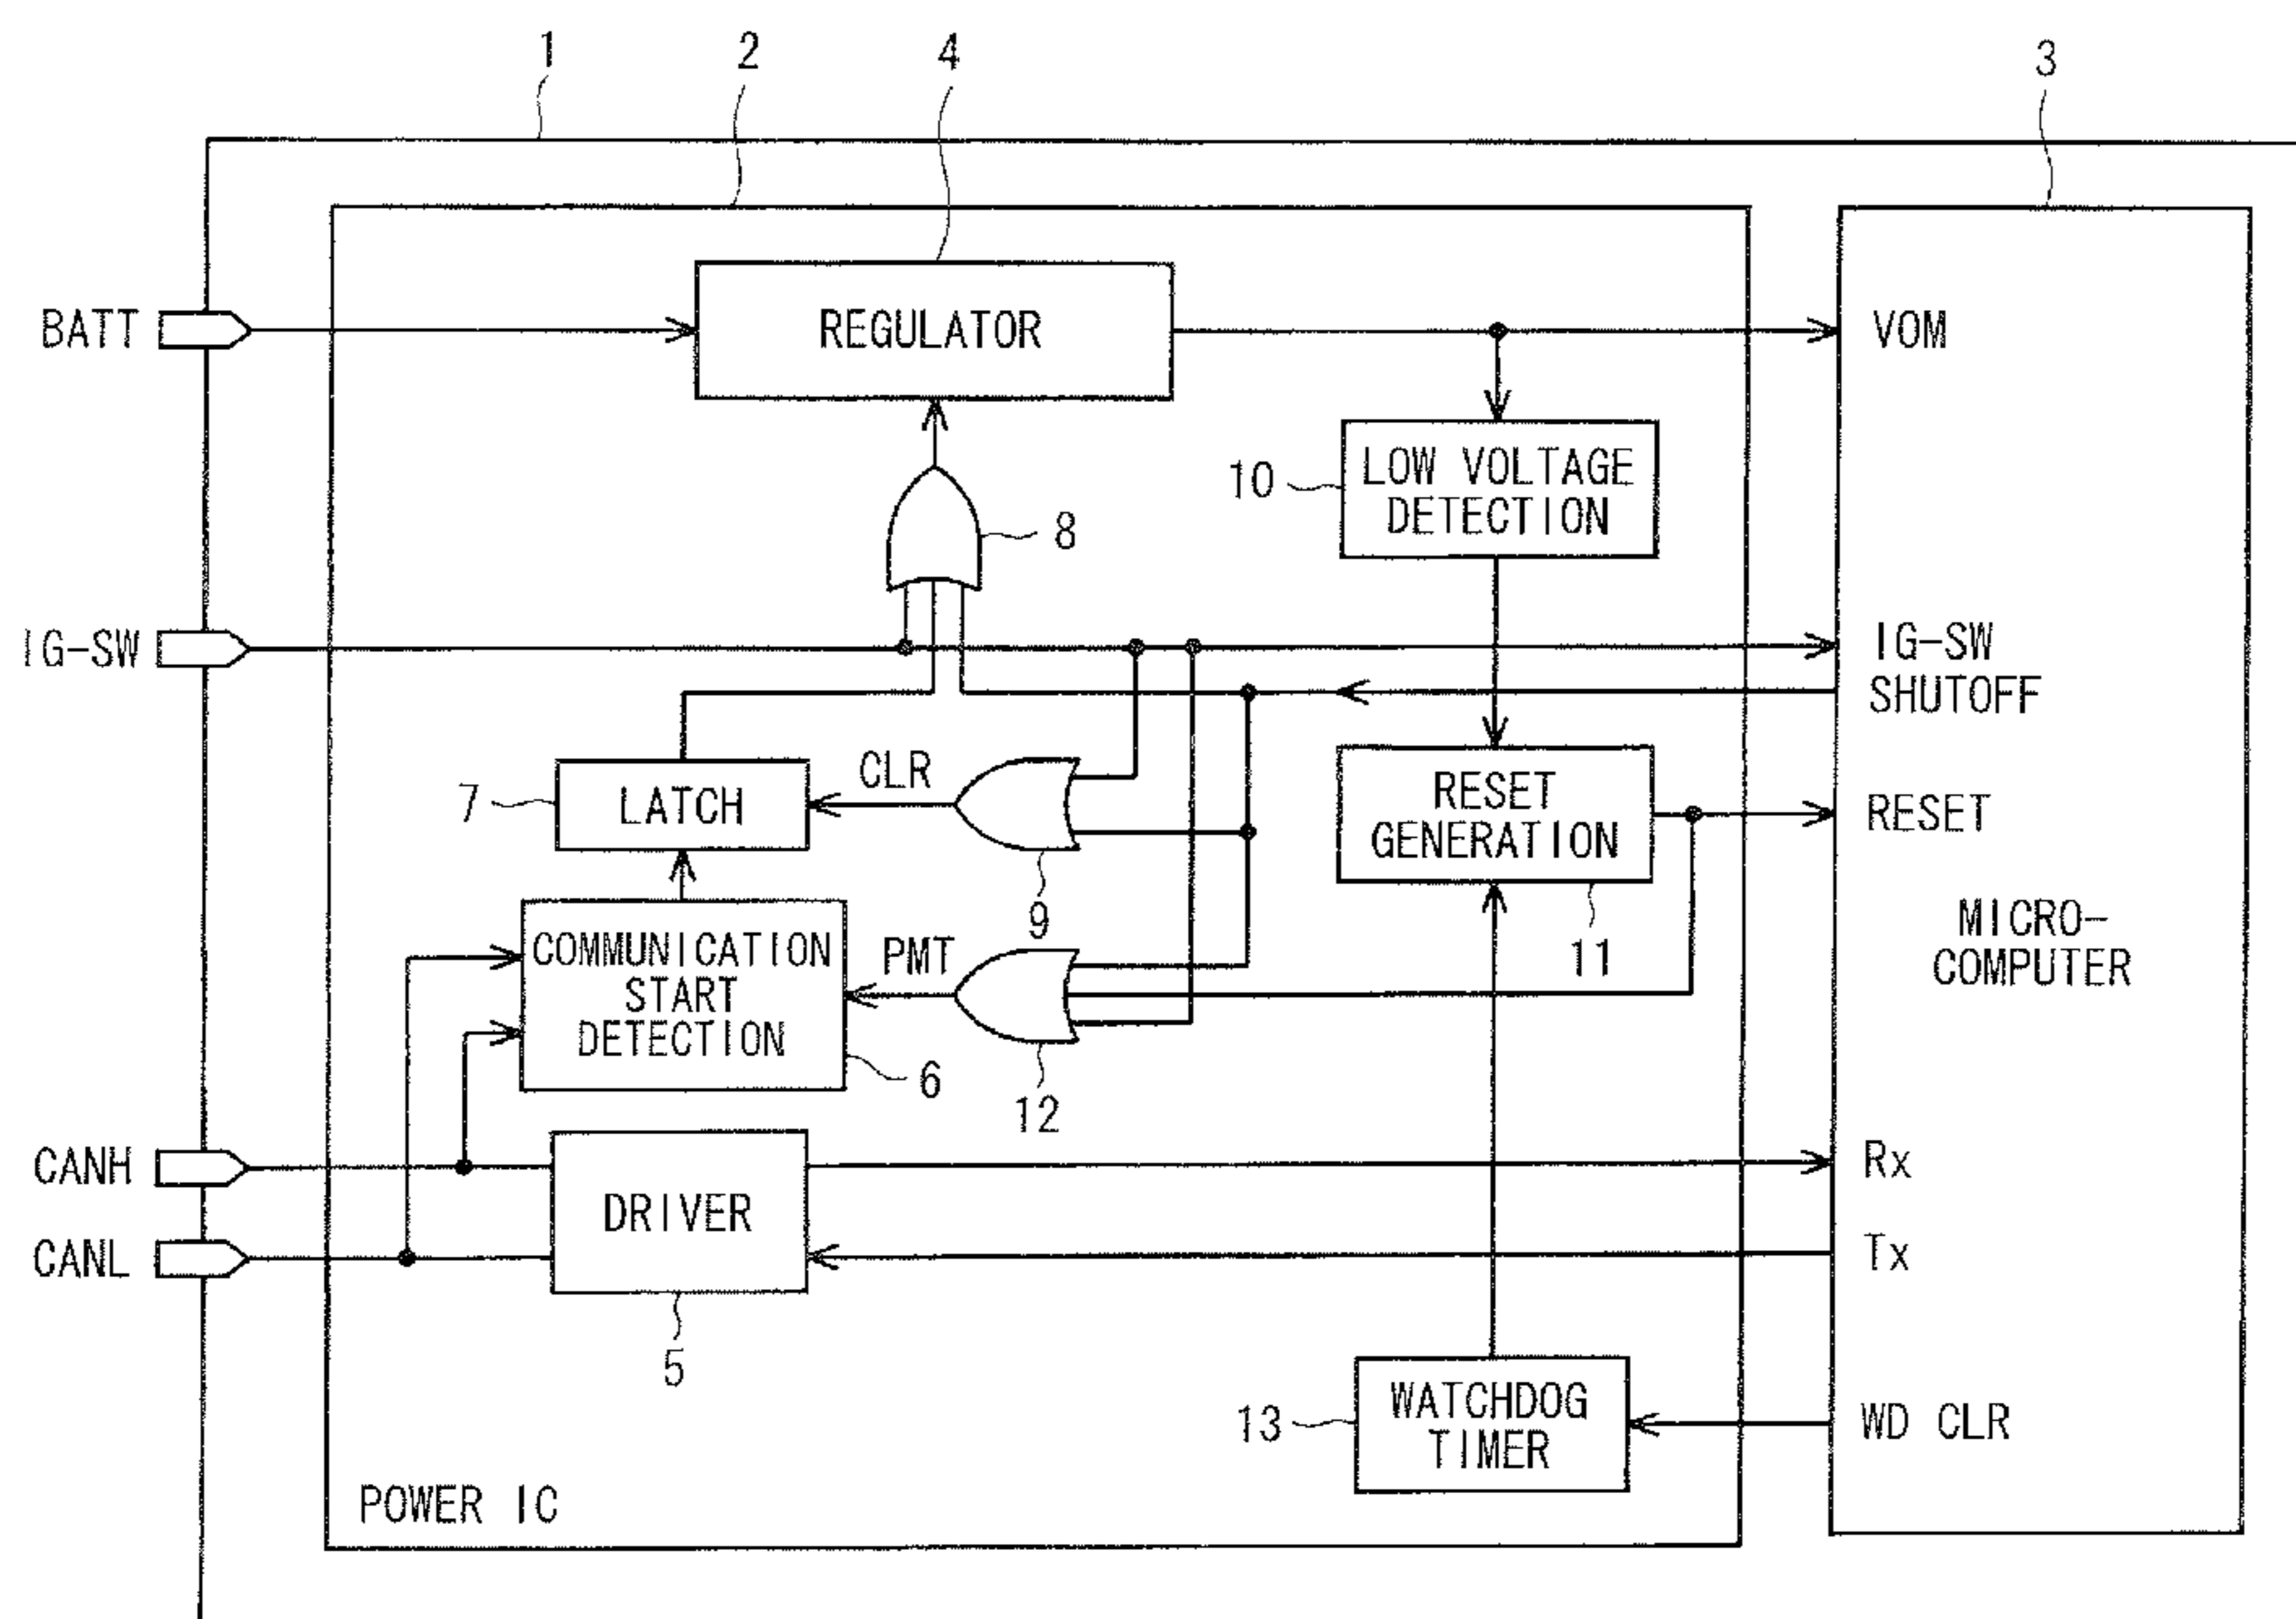 1
2
4
3
BATT
REGULATOR
VOM
10
LOW VOLTAGE
DETECTION
8
IG-SW
IG-SW
SHUTOFF
7
LATCH
CLR
9
RESET
GENERATION
RESET
11
MICRO-
COMPUTER
COMMUNICATION
START
DETECTION
PMT
6
12
CANH
CANL
DRIVER
5
Rx
Tx
13
WATCHDOG
TIMER
WD CLR
POWER IC